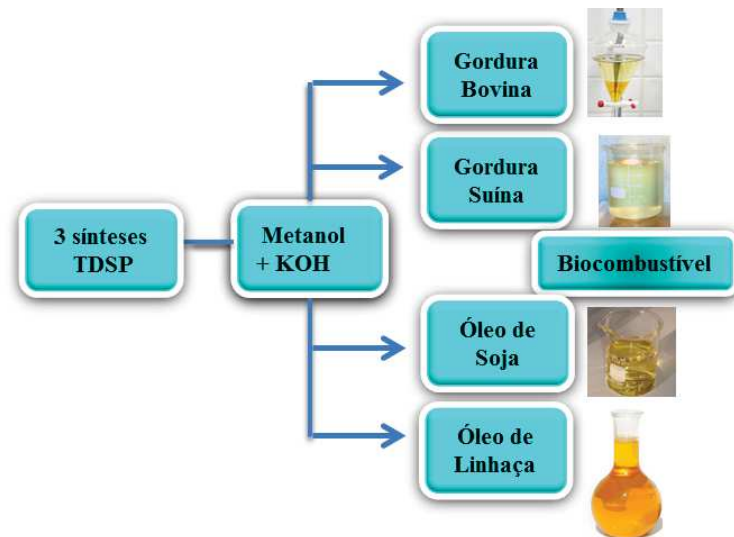 3 sínteses
TDSP
Metanol
+ KOH
Gordura
Bovina
Gordura
Suína
Biocombustível
Óleo de
Soja
Óleo de
Linhaça